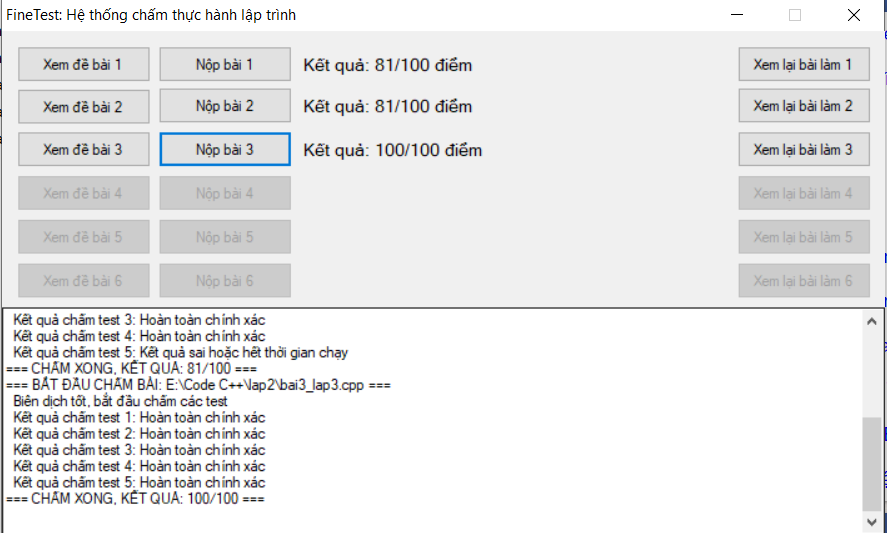 FineTest: Hệ thống chấm thực hành lập trình
Xem đề bài 1 Nộp bài 1 Kết quả: 81/100 điểm Xem lại bài làm 1
Xem đề bài 2 Nộp bài 2 Kết quả: 81/100 điểm Xem lại bài làm 2
Xem đề bài 3 Nộp bài 3 Kết quả: 100/100 điểm Xem lại bài làm 3
Xem đề bài 4 Nộp bài 4 Xem lại bài làm 4
Xem đề bài 5 Nộp bài 5 Xem lại bài làm 5
Xem đề bài 6 Nộp bài 6 Xem lại bài làm 6
Kết quả chấm test 3: Hoàn toàn chính xác
Kết quả chấm test 4: Hoàn toàn chính xác
Kết quả chấm test 5: Kết quả sai hoặc hết thời gian chạy
=== CHẤM XONG, KẾT QUẢ: 81/100 ===
=== BẮT ĐẦU CHẤM BÀI: E:\Code C++\lap2\bai3_lap3.cpp ===
Biên dịch tốt, bắt đầu chấm các test
Kết quả chấm test 1: Hoàn toàn chính xác
Kết quả chấm test 2: Hoàn toàn chính xác
Kết quả chấm test 3: Hoàn toàn chính xác
Kết quả chấm test 4: Hoàn toàn chính xác
Kết quả chấm test 5: Hoàn toàn chính xác
=== CHẤM XONG, KẾT QUẢ: 100/100 ===